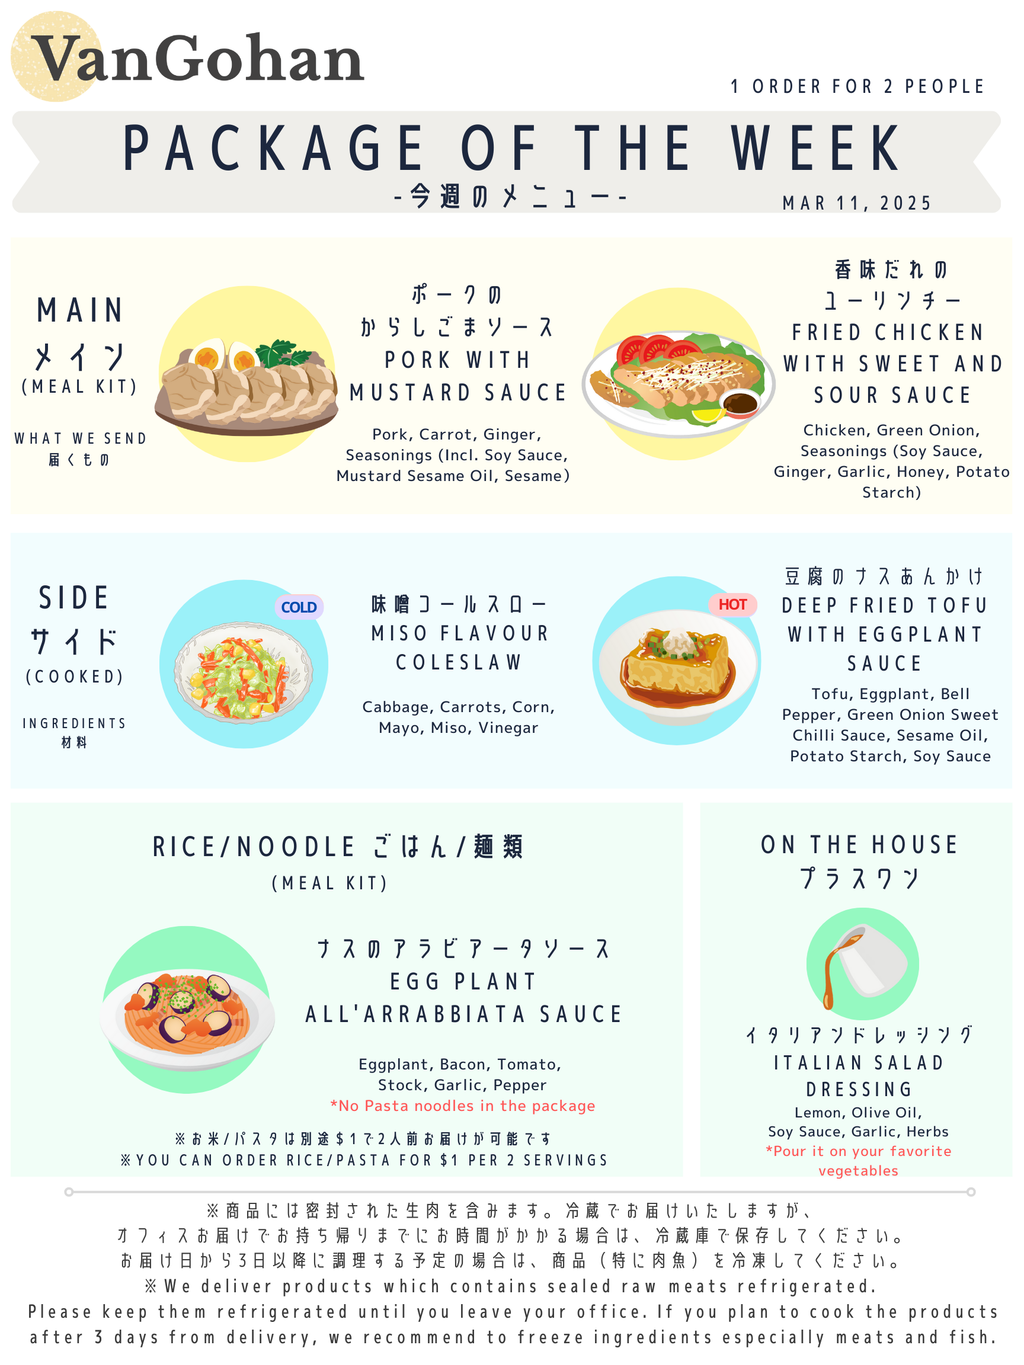 VanGohan
1 ORDER FOR 2 PEOPLE
PACKAGE OF THE WEEK
-今週のメニュー-
MAR 11, 2025
MAIN
メイン
(MEAL KIT)
WHAT WE SEND
届くもの
ポークの
からしごまソース
PORK WITH
MUSTARD SAUCE
Pork, Carrot, Ginger,
Seasonings (Incl. Soy Sauce,
Mustard Sesame Oil, Sesame)
香味だれの
ユーリンチー
FRIED CHICKEN
WITH SWEET AND
SOUR SAUCE
Chicken, Green Onion,
Seasonings (Soy Sauce,
Ginger, Garlic, Honey, Potato
Starch)
SIDE
サイド
(COOKED)
INGREDIENTS
材料
COLD
味噌コールスロー
MISO FLAVOUR
COLESLAW
Cabbage, Carrots, Corn,
Mayo, Miso, Vinegar
HOT
豆腐のナスあんかけ
DEEP FRIED TOFU
WITH EGGPLANT
SAUCE
Tofu, Eggplant, Bell
Pepper, Green Onion Sweet
Chilli Sauce, Sesame Oil,
Potato Starch, Soy Sauce
RICE/NOODLE ごはん/麺類
(MEAL KIT)
ナスのアラビアータソース
EGG PLANT
ALL'ARRABBIATA SAUCE
Eggplant, Bacon, Tomato,
Stock, Garlic, Pepper
*No Pasta noodles in the package
※お米/パスタは別途$1で2人前お届けが可能です
※YOU CAN ORDER RICE/PASTA FOR $1 PER 2 SERVINGS
ON THE HOUSE
プラスワン
イタリアンドレッシング
ITALIAN SALAD
DRESSING
Lemon, Olive Oil,
Soy Sauce, Garlic, Herbs
*Pour it on your favorite
vegetables
※商品には密封された生肉を含みます。冷蔵でお届けいたしますが、
オフィスお届けでお持ち帰りまでにお時間がかかる場合は、冷蔵庫で保存してください。
お届け日から3日以降に調理する予定の場合は、商品（特に肉魚）を冷凍してください。
※We deliver products which contains sealed raw meats refrigerated.
Please keep them refrigerated until you leave your office. If you plan to cook the products
after 3 days from delivery, we recommend to freeze ingredients especially meats and fish.